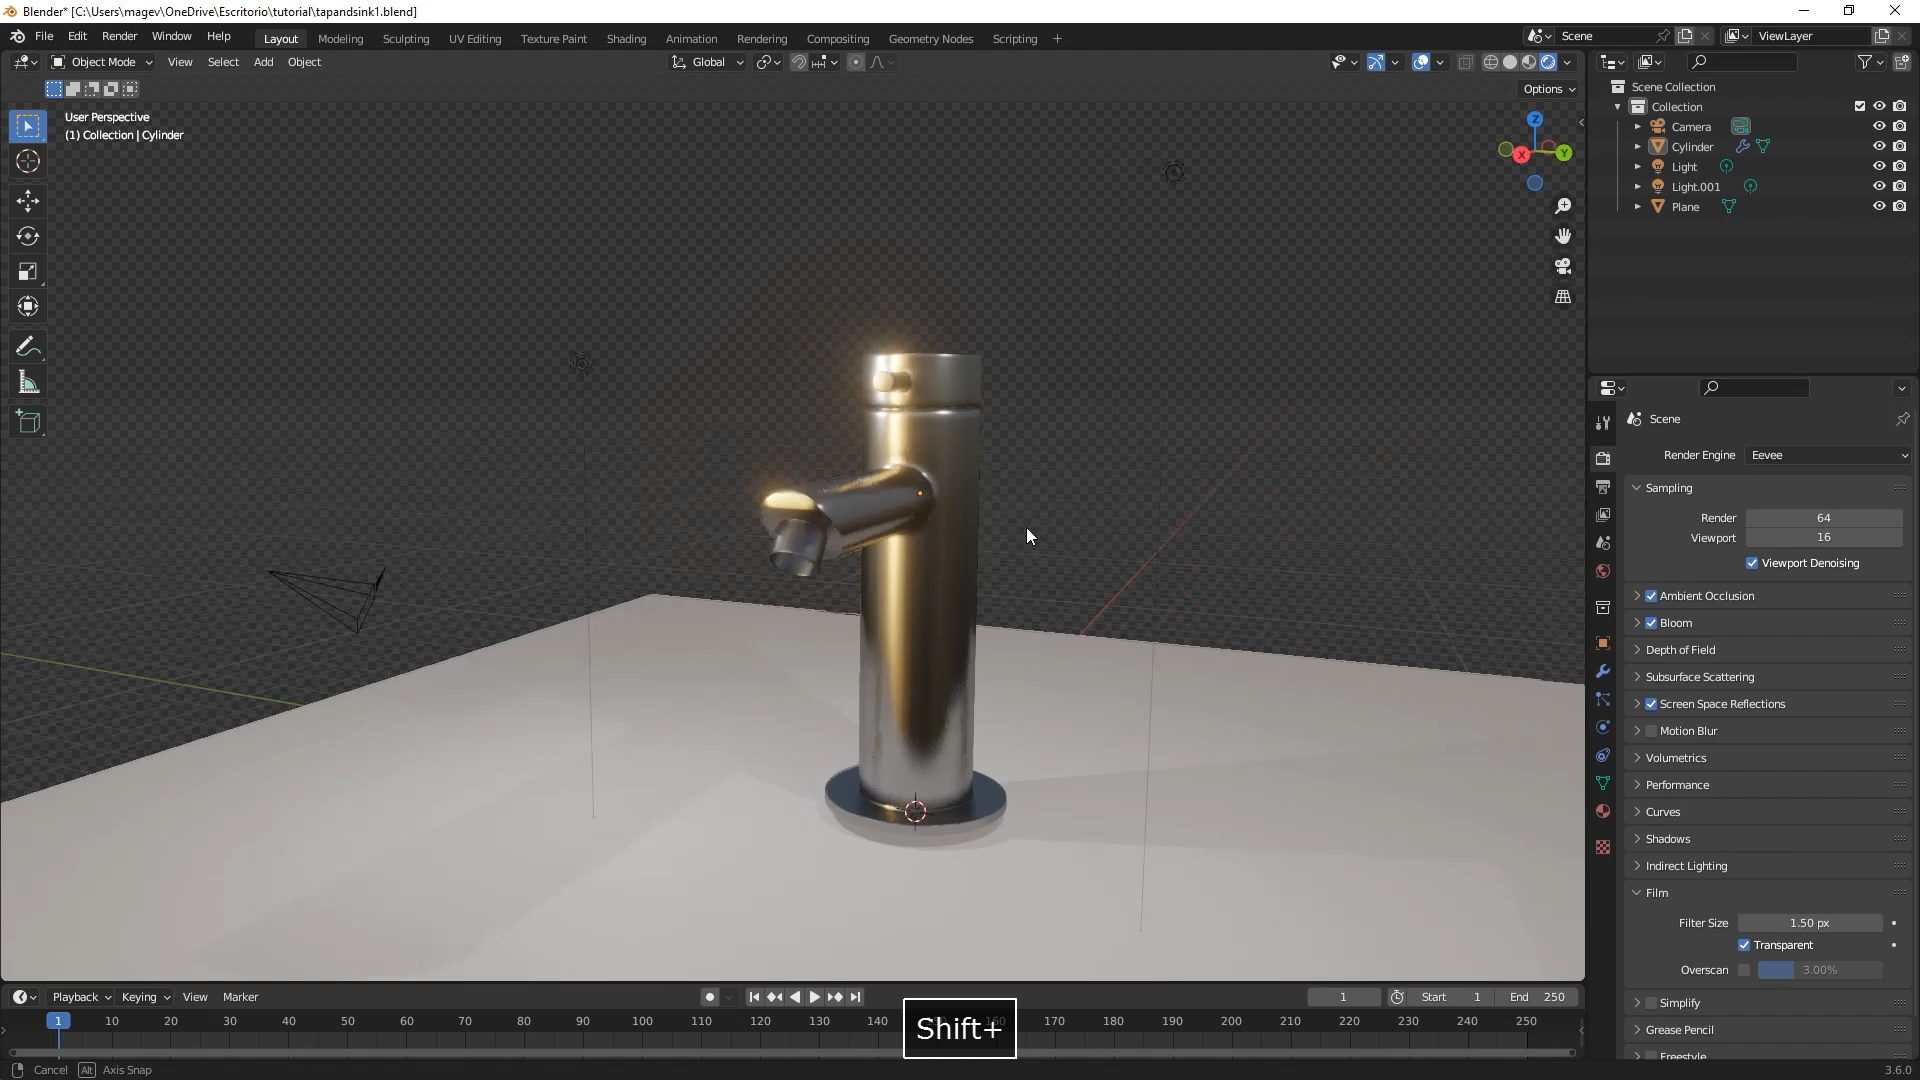 Blender* [C:\Users\magev\OneDrive\Escritorio\tutorial\tapandsink1.blend]
File Edit Render Window Help Layout Modeling Sculpting UV Editing Texture Paint Shading Animation Rendering Compositing Geometry Nodes Scripting + Scene ViewLayer
Object Mode View Select Add Object Global
Options
User Perspective
(1) Collection | Cylinder
Z
X Y
Scene Collection
Collection
Camera
Cylinder
Light
Light.001
Plane
Scene
Render Engine Eevee
Sampling
Render 64
Viewport 16
Viewport Denoising
Ambient Occlusion
Bloom
Depth of Field
Subsurface Scattering
Screen Space Reflections
Motion Blur
Volumetrics
Performance
Curves
Shadows
Indirect Lighting
Film
Filter Size 1.50 px
Transparent
Overscan 3.00%
Simplify
Grease Pencil
Freestyle
Playback Keying View Marker 1 Start 1 End 250
1 10 20 30 40 50 60 70 80 90 100 110 120 130 140 160 170 180 190 200 210 220 230 240 250
Shift+
Cancel Alt Axis Snap 3.6.0